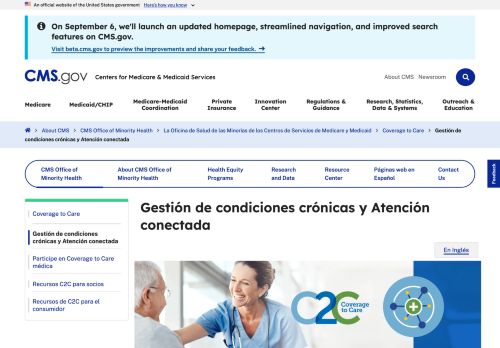 An official website of the United States government Here's how you know
On September 6, we'll launch an updated homepage, streamlined navigation, and improved search
features on CMS.gov.
Visit beta.cms.gov to preview the improvements and share your feedback.
CMS.gov Centers for Medicare & Medicaid Services
About CMS Newsroom
Medicare
Medicaid/CHIP
Medicare-Medicaid
Coordination
Private
Insurance
Innovation
Center
Regulations &
Guidance
Research, Statistics,
Data & Systems
Outreach &
Education
About CMS
CMS Office of Minority Health
La Oficina de Salud de las Minorías de los Centros de Servicios de Medicare y Medicaid
Coverage to Care
Gestión de
condiciones crónicas y Atención conectada
Feedback
CMS Office of
Minority Health
About CMS Office of
Minority Health
Health Equity
Programs
Research
and Data
Resource
Center
Páginas web en
Español
Contact
Us
Coverage to Care
Gestión de condiciones
crónicas y Atención conectada
Participe en Coverage to Care
médica
Recursos C2C para socios
Recursos de C2C para el
consumidor
Gestión de condiciones crónicas y Atención
conectada
En inglés
C2C Coverage
to Care